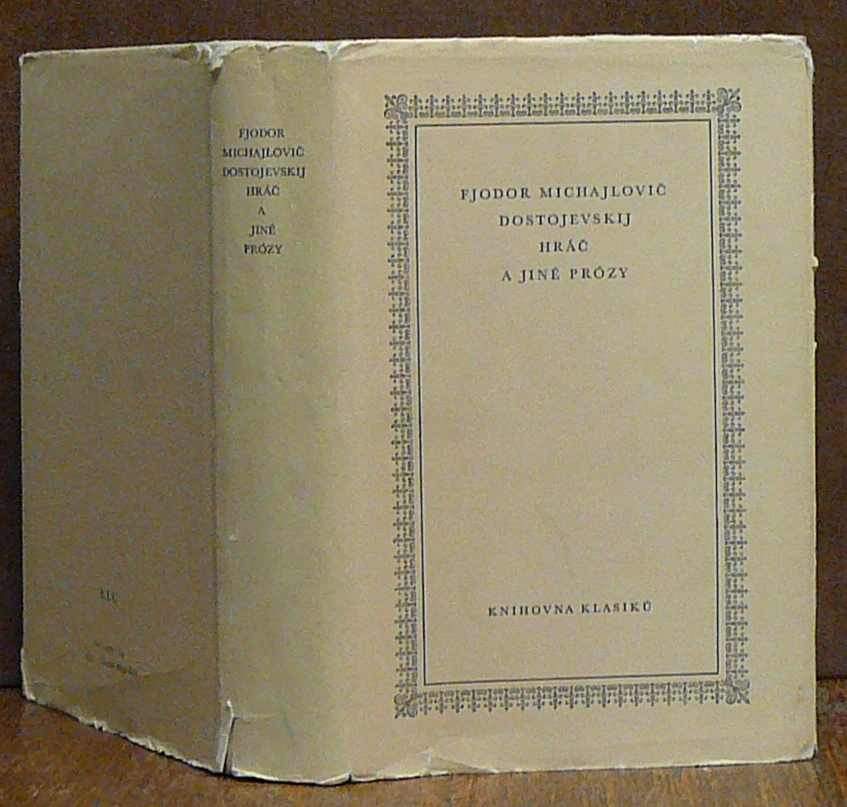 FJODOR
MICHAJLOVIČ
DOSTOJEVSKIJ
HRÁČ
A
JINÉ
PRÓZY
FJODOR MICHAJLOVIČ
DOSTOJEVSKIJ
HRÁČ
A JINÉ PRÓZY
KNIHOVNA KLASIKŮ